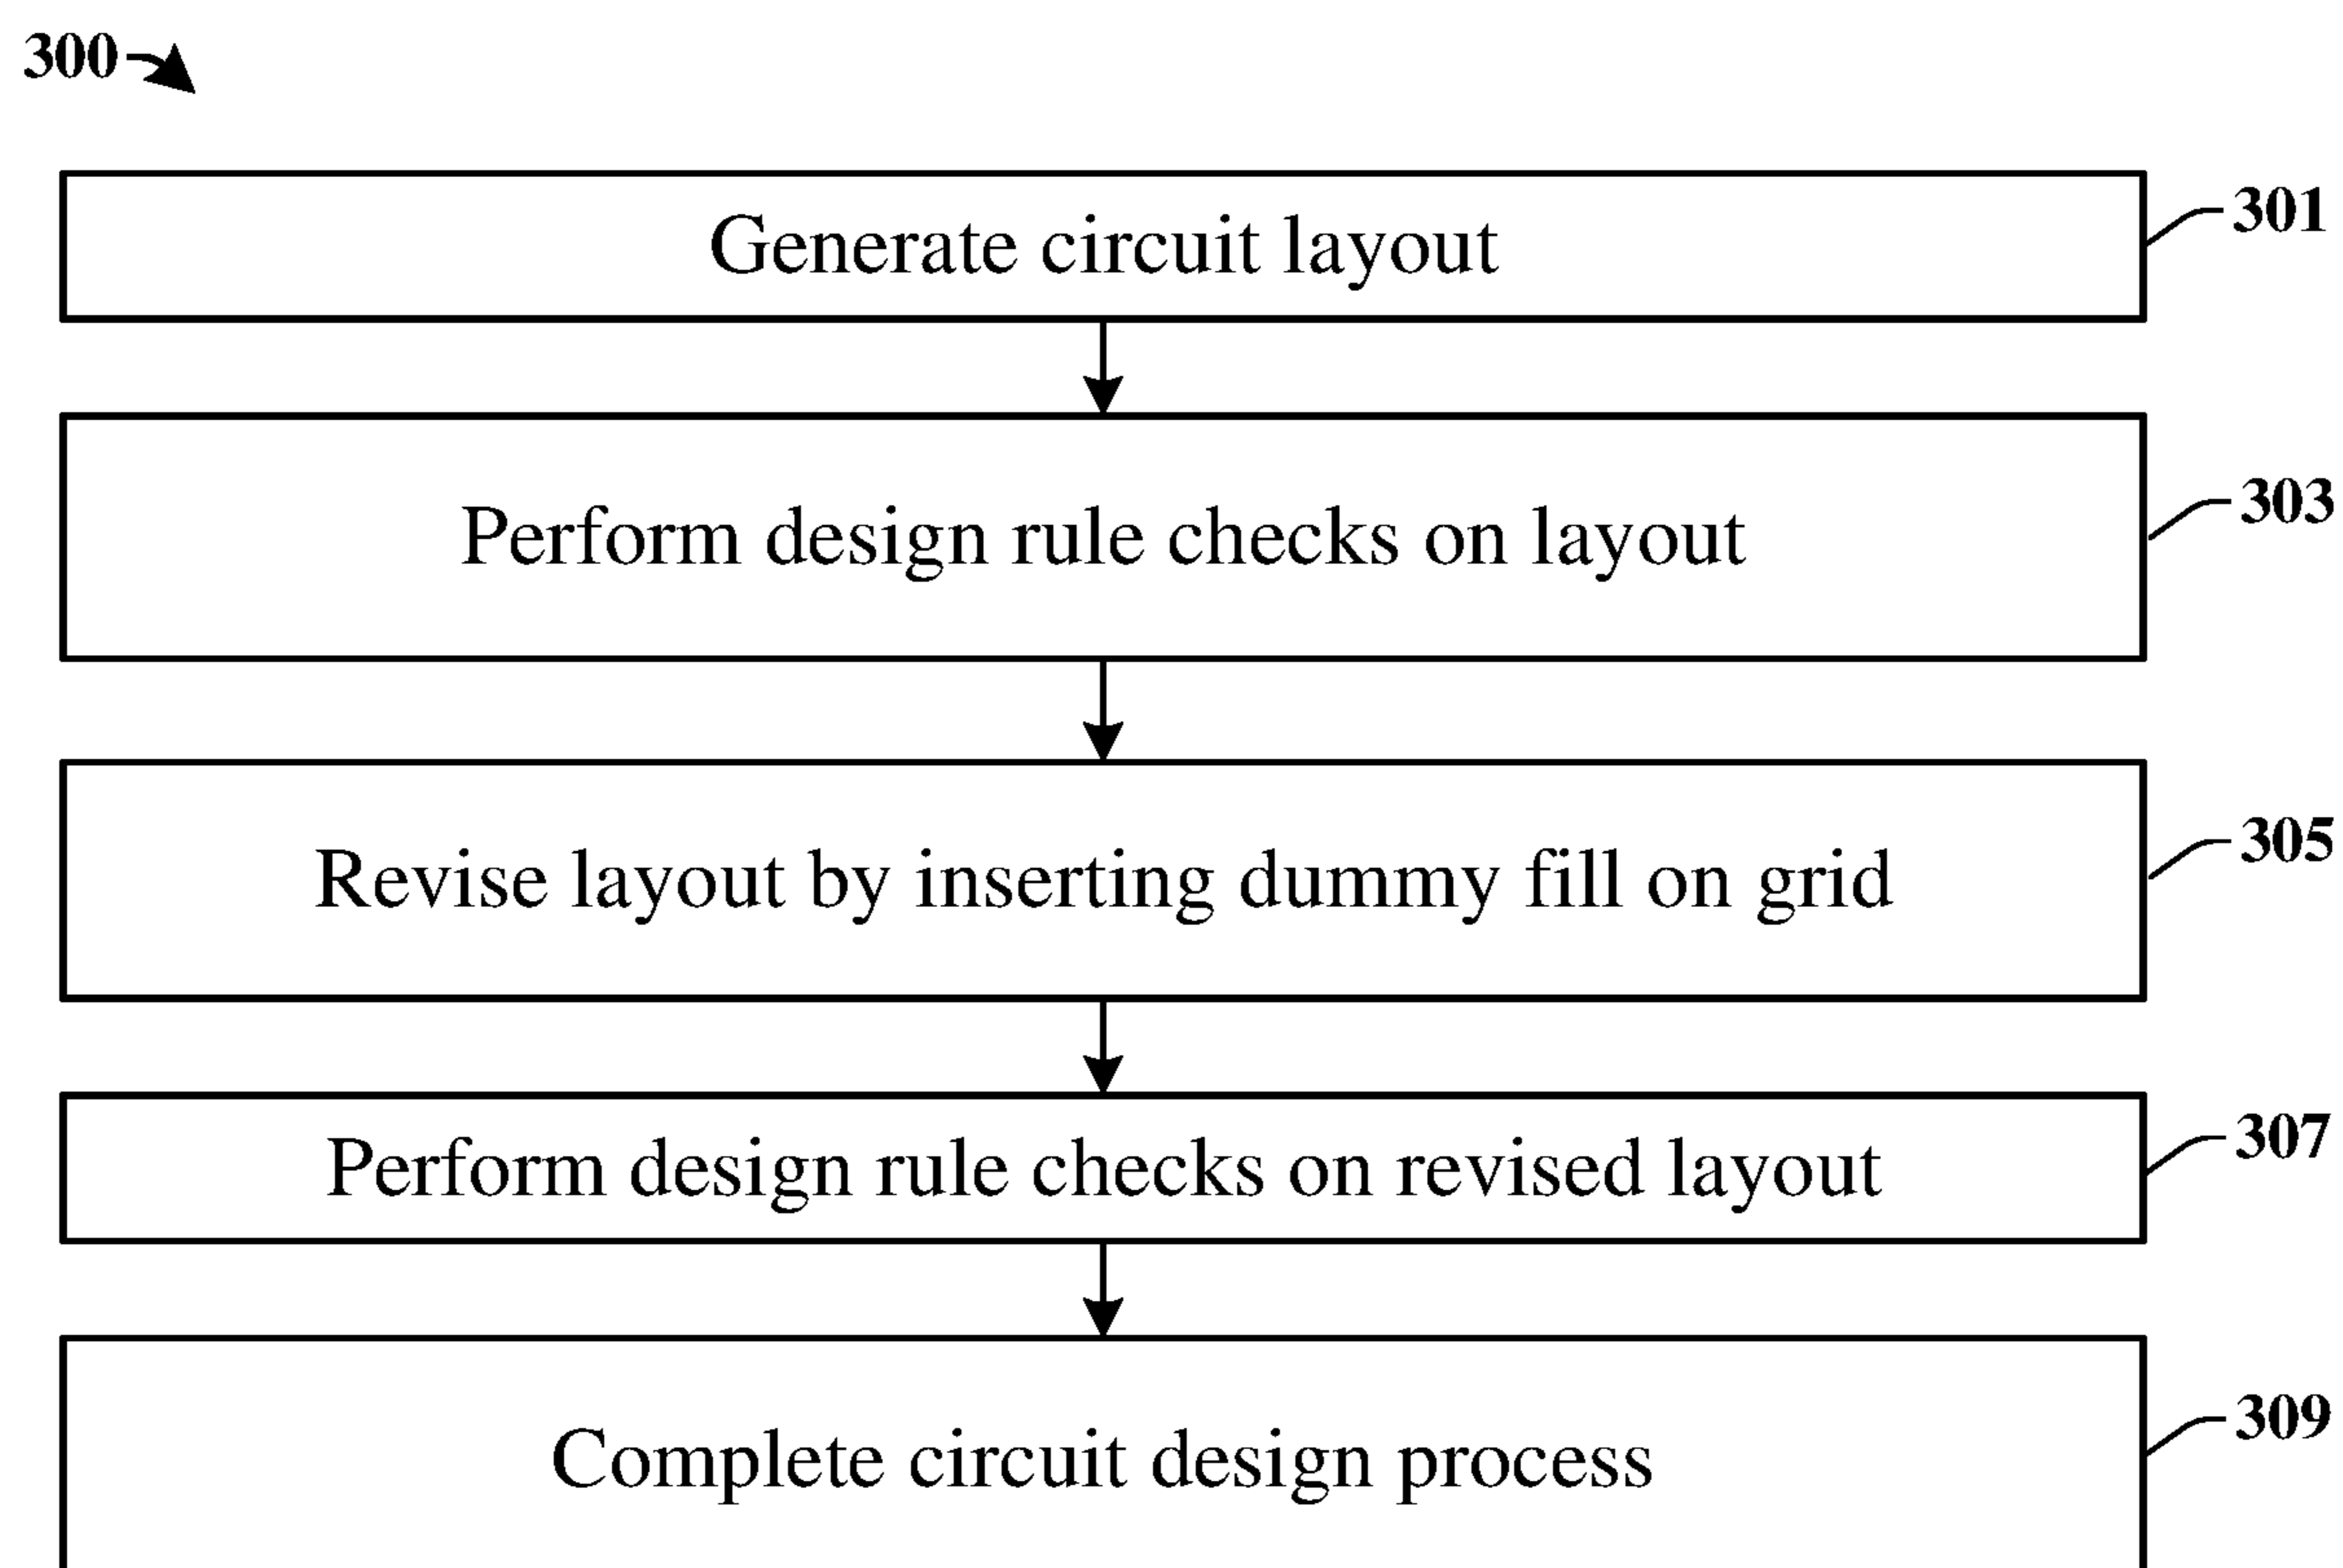 300
Generate circuit layout
301
Perform design rule checks on layout
303
Revise layout by inserting dummy fill on grid
305
Perform design rule checks on revised layout
307
Complete circuit design process
309